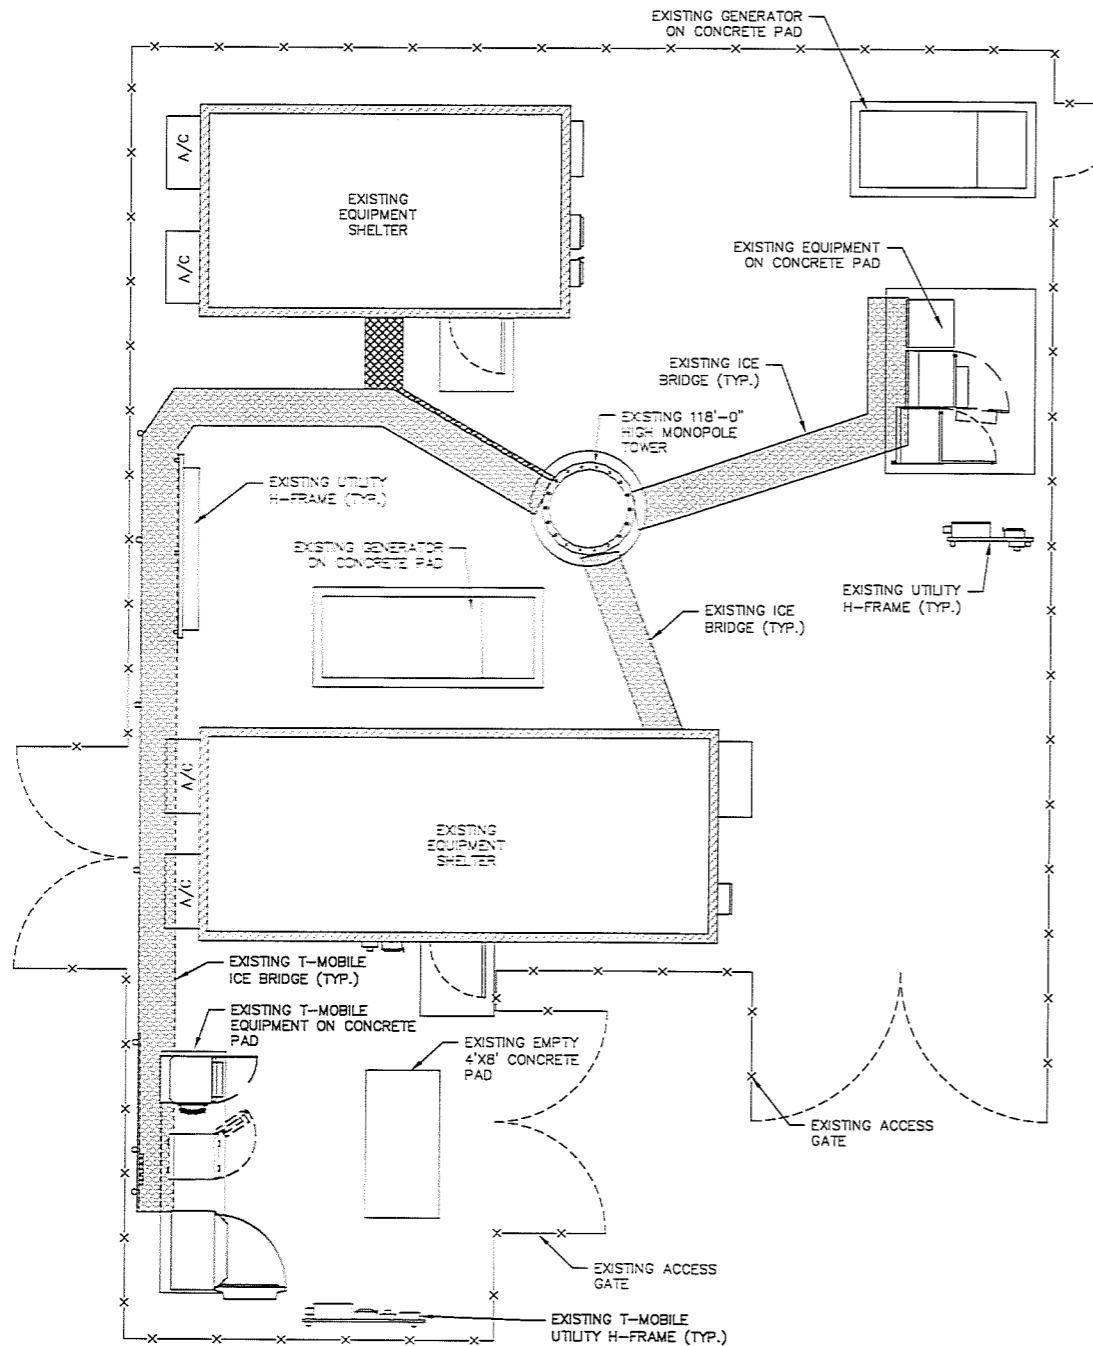 EXISTING GENERATOR
ON CONCRETE PAD
A/C
EXISTING
EQUIPMENT
SHELTER
A/C
EXISTING EQUIPMENT
ON CONCRETE PAD
EXISTING ICE
BRIDGE (TYP.)
EXISTING 118'-0"
HIGH MONOPOLE
TOWER
EXISTING UTILITY
H-FRAME (TYP.)
EXISTING GENERATOR
ON CONCRETE PAD
EXISTING UTILITY
H-FRAME (TYP.)
EXISTING ICE
BRIDGE (TYP.)
A/C
EXISTING
EQUIPMENT
SHELTER
A/C
EXISTING T-MOBILE
ICE BRIDGE (TYP.)
EXISTING T-MOBILE
EQUIPMENT ON CONCRETE
PAD
EXISTING EMPTY
4'X8' CONCRETE
PAD
EXISTING ACCESS
GATE
EXISTING ACCESS
GATE
EXISTING T-MOBILE
UTILITY H-FRAME (TYP.)